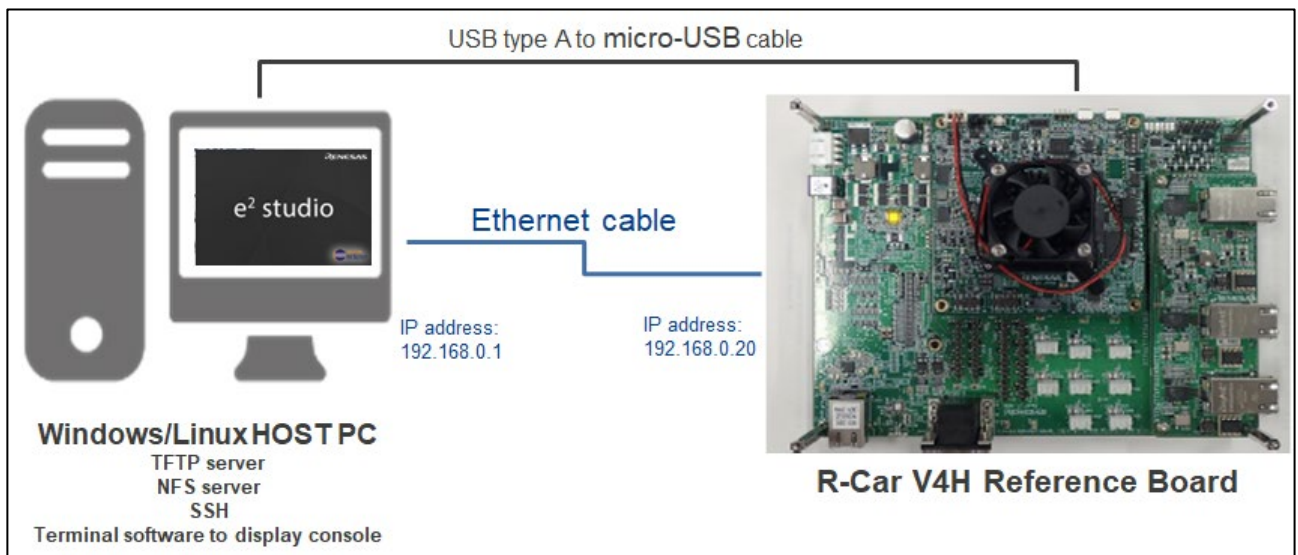 USB type A to micro-USB cable
RENESAS
e² studio
Ethernet cable
IP address:
192.168.0.1
IP address:
192.168.0.20
Windows/Linux HOST PC
TFTP server
NFS server
SSH
Terminal software to display console
R-Car V4H Reference Board